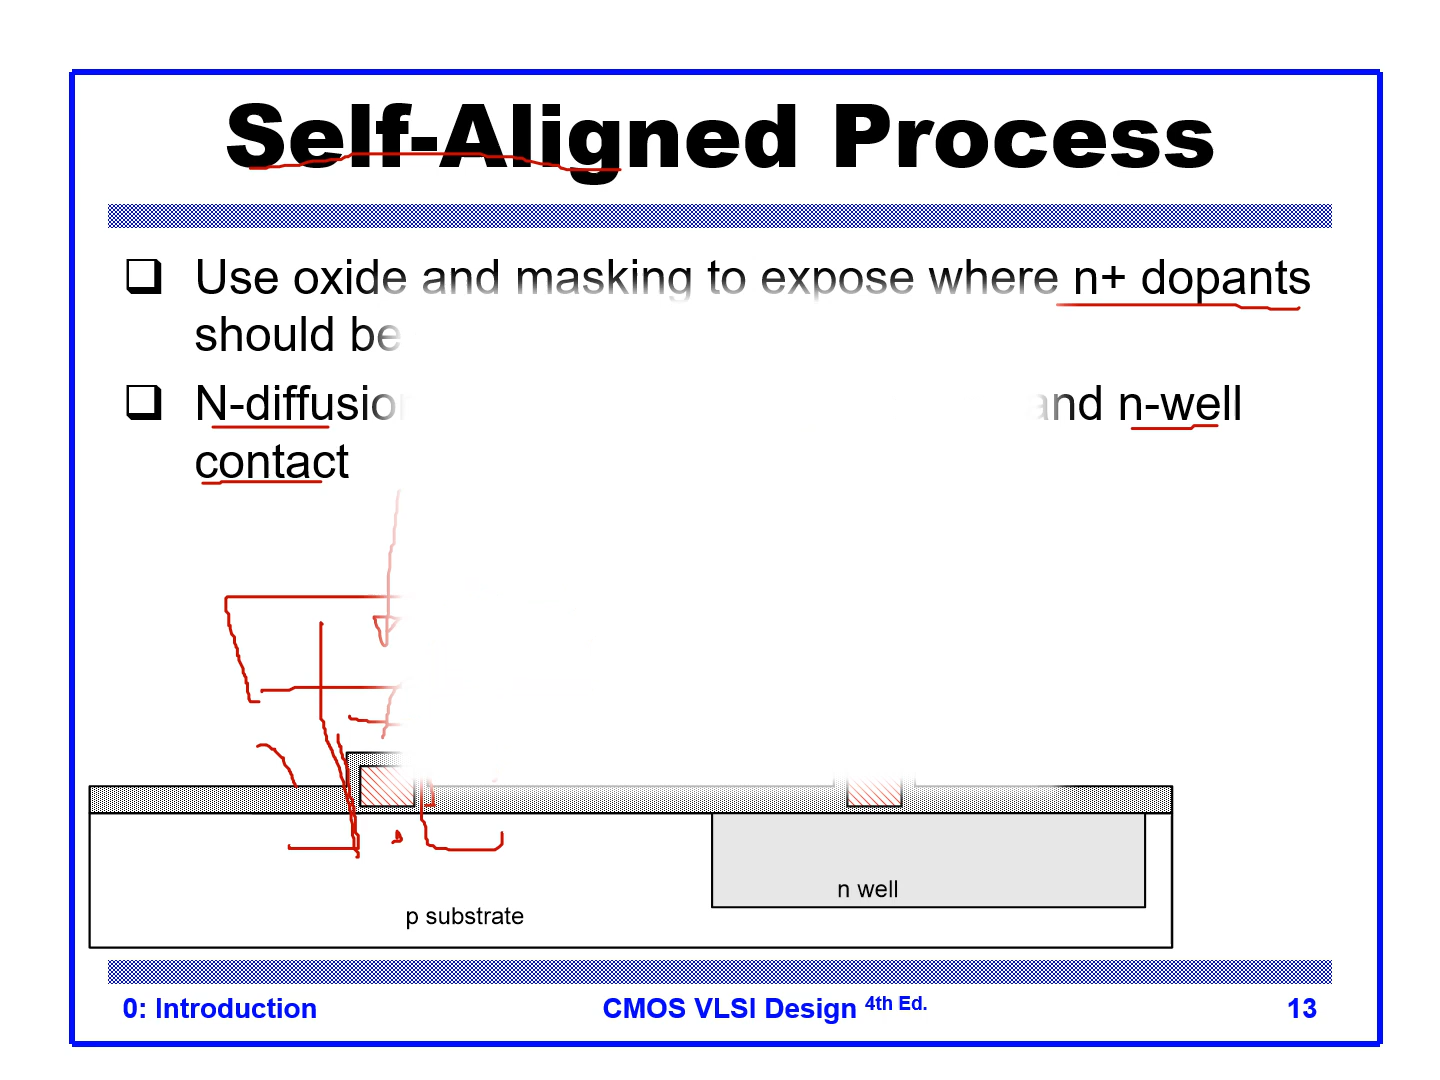 Self-Aligned Process
Use oxide and masking to expose where n+ dopants
should be
N-diffusion and n-well
contact
n well
p substrate
0: Introduction
CMOS VLSI Design 4th Ed.
13